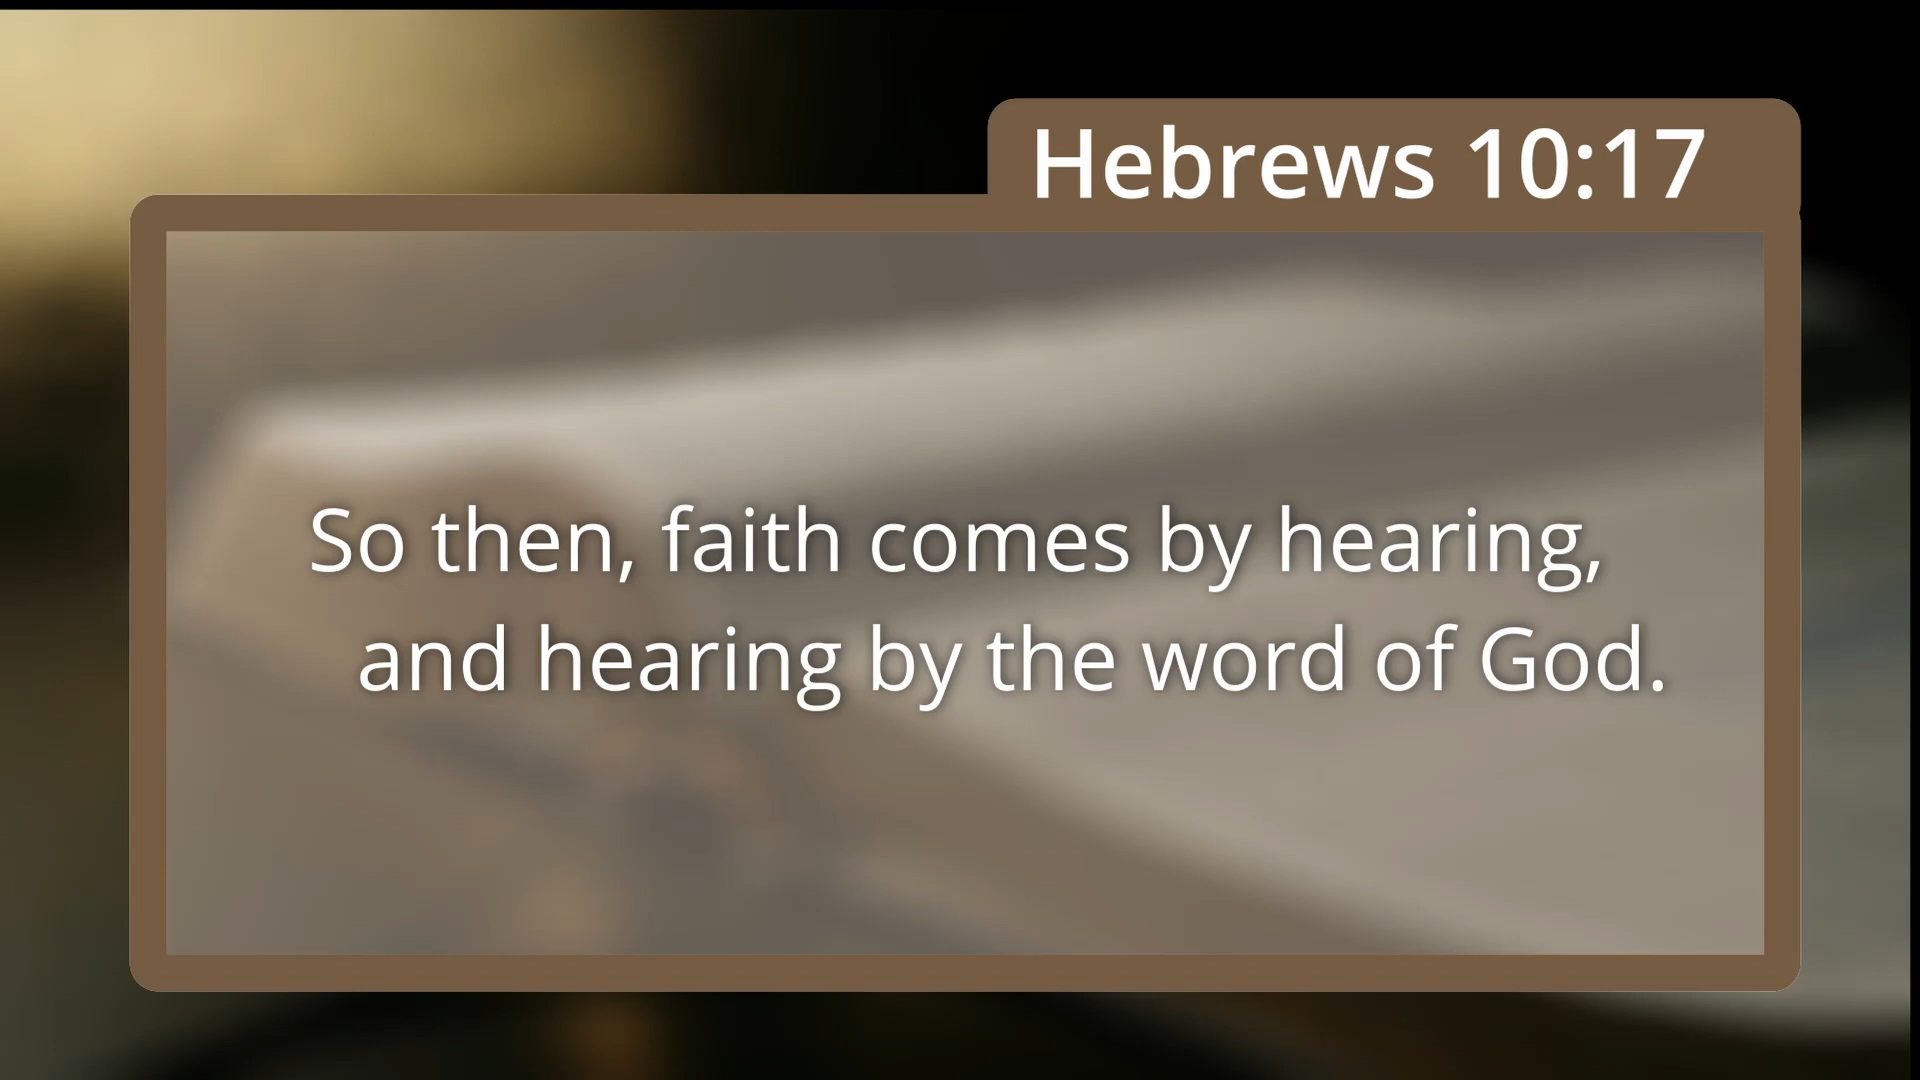 Hebrews 10:17
So then, faith comes by hearing,
and hearing by the word of God.